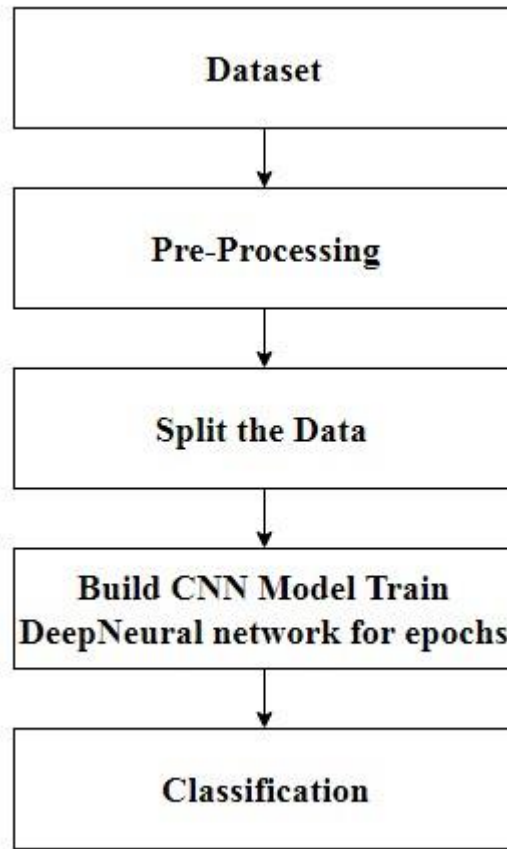 Dataset
Pre-Processing
Split the Data
Build CNN Model Train
DeepNeural network for epochs
Classification